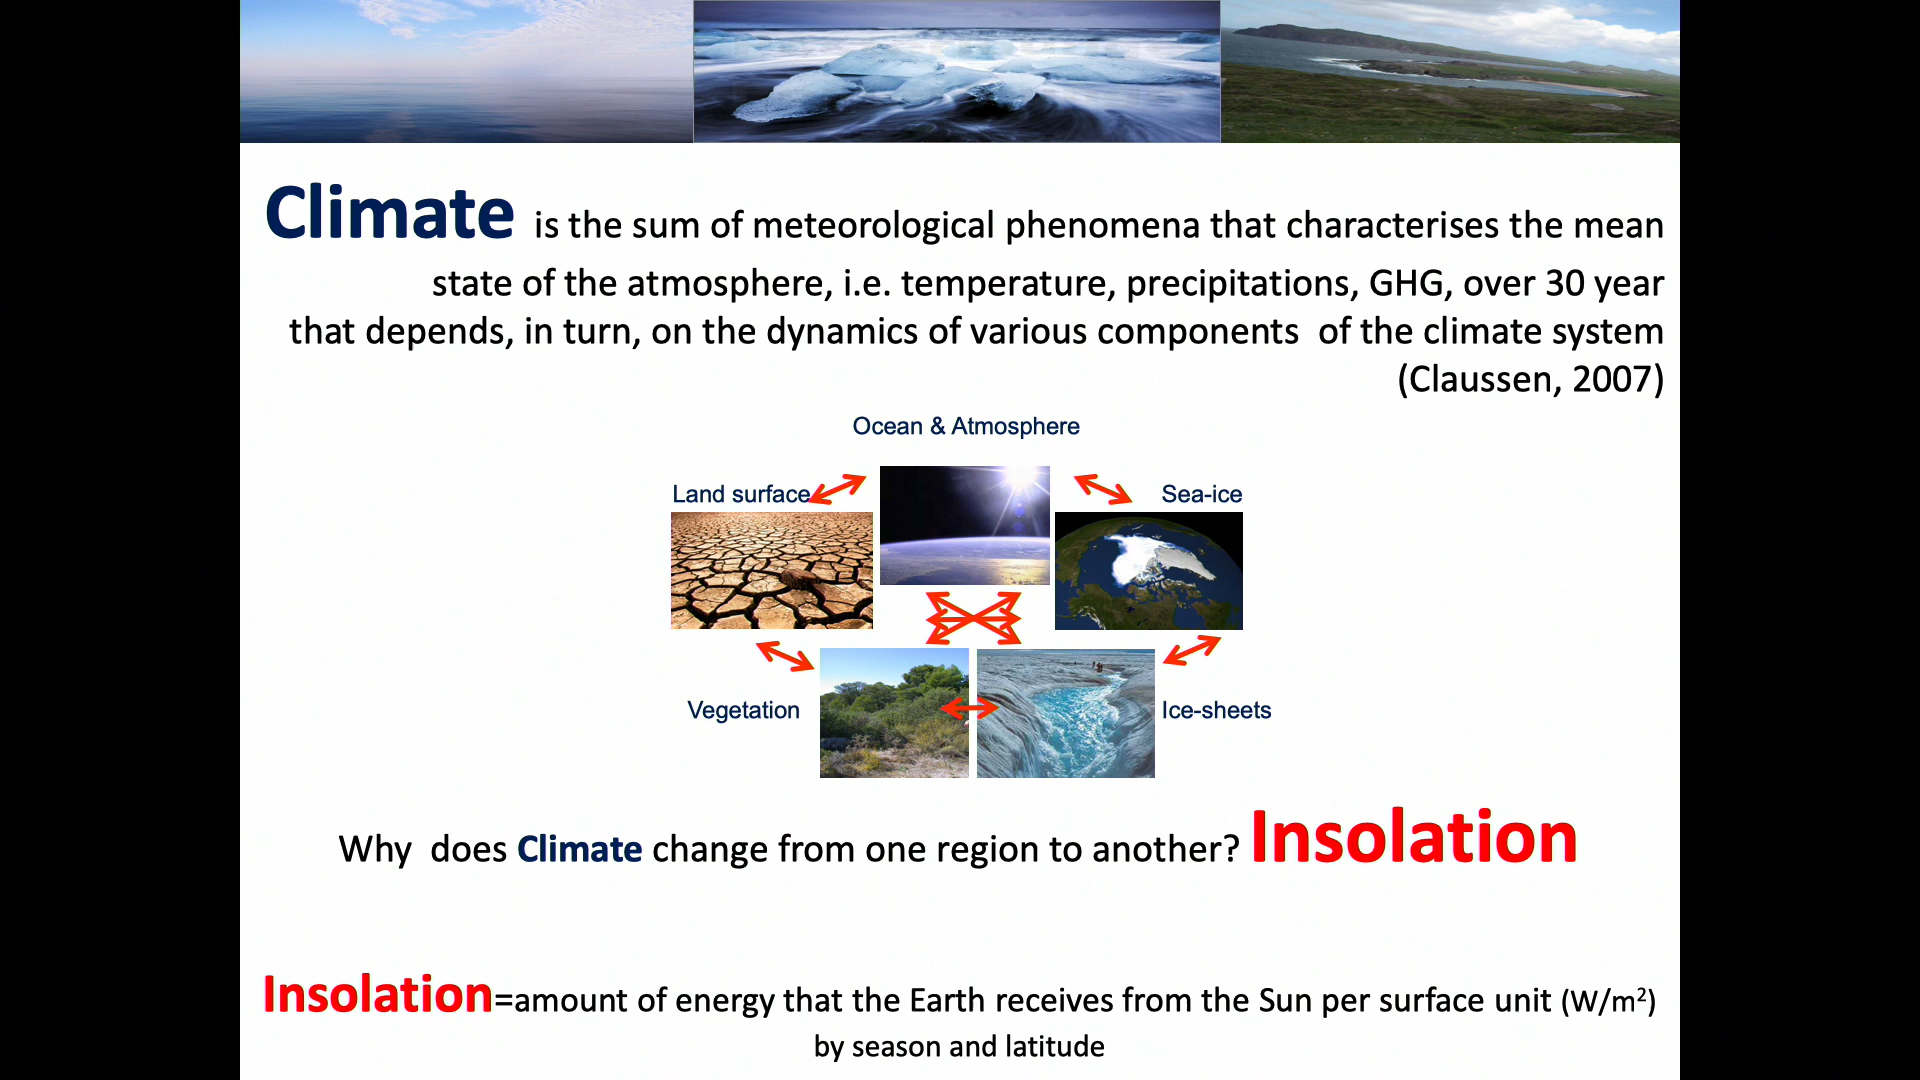 Climate is the sum of meteorological phenomena that characterises the mean
state of the atmosphere, i.e. temperature, precipitations, GHG, over 30 year
that depends, in turn, on the dynamics of various components of the climate system
(Claussen, 2007)
Ocean & Atmosphere
Land surface
Sea-ice
Vegetation
Ice-sheets
Why does Climate change from one region to another? Insolation
Insolation=amount of energy that the Earth receives from the Sun per surface unit (W/m²)
by season and latitude